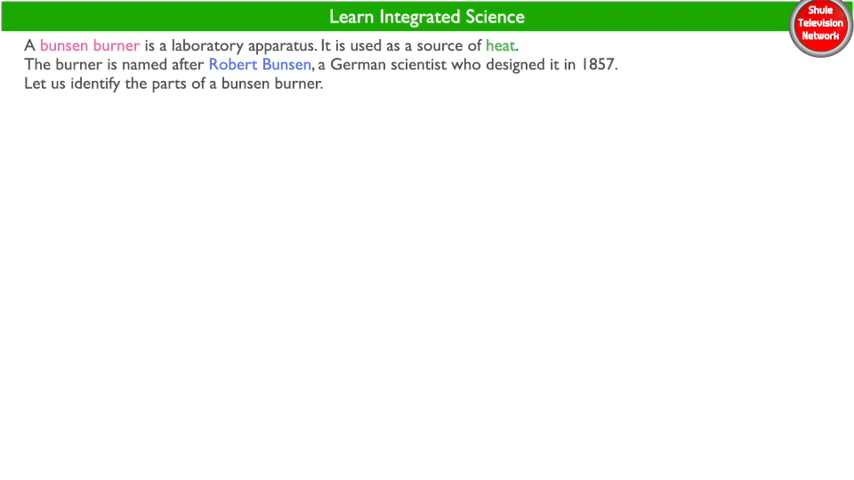 Learn Integrated Science
Shule
Television
Network
A bunsen burner is a laboratory apparatus. It is used as a source of heat.
The burner is named after Robert Bunsen, a German scientist who designed it in 1857.
Let us identify the parts of a bunsen burner.